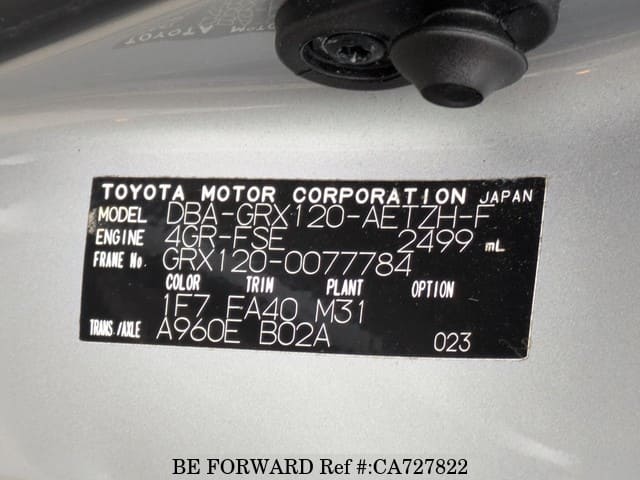 TOYOTA MOTOR CORPORATION JAPAN
MODEL DBA-GRX120-AETZH-F
ENGINE 4GR-FSE 2499 mL
FRAME No. GRX120-0077784
COLOR TRIM PLANT OPTION
1F7 FA40 M31
TRANS./AXLE A960E B02A 023
BE FORWARD Ref #:CA727822